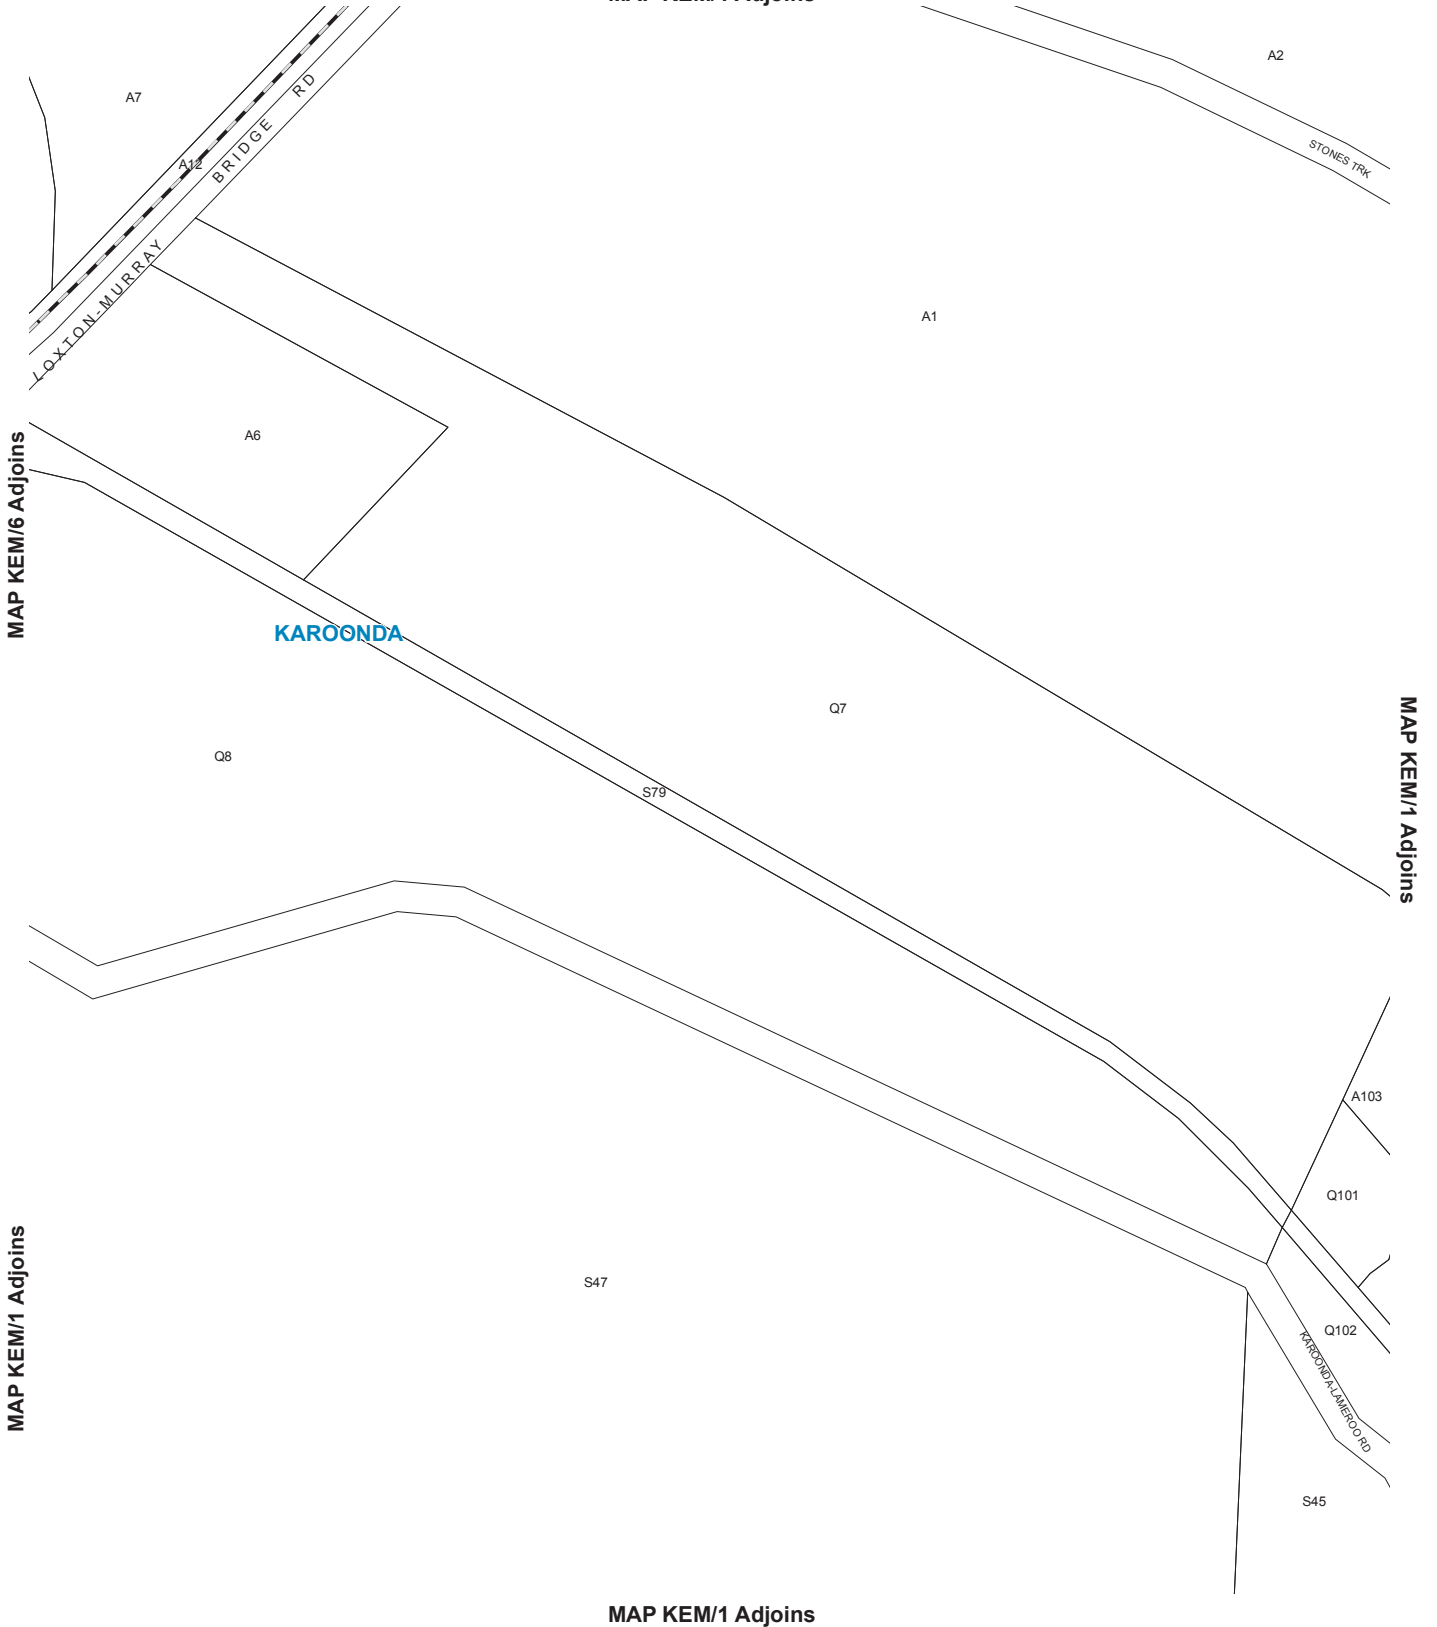 A2
A7
STONES TRK
A12
LOXTON-MURRAY BRIDGE RD
A1
A6
MAP KEM/6 Adjoins
KAROONDA
Q7
MAP KEM/1 Adjoins
Q8
S79
A103
Q101
S47
MAP KEM/1 Adjoins
Q102
KAROONDA-LAMEROO RD
S45
MAP KEM/1 Adjoins